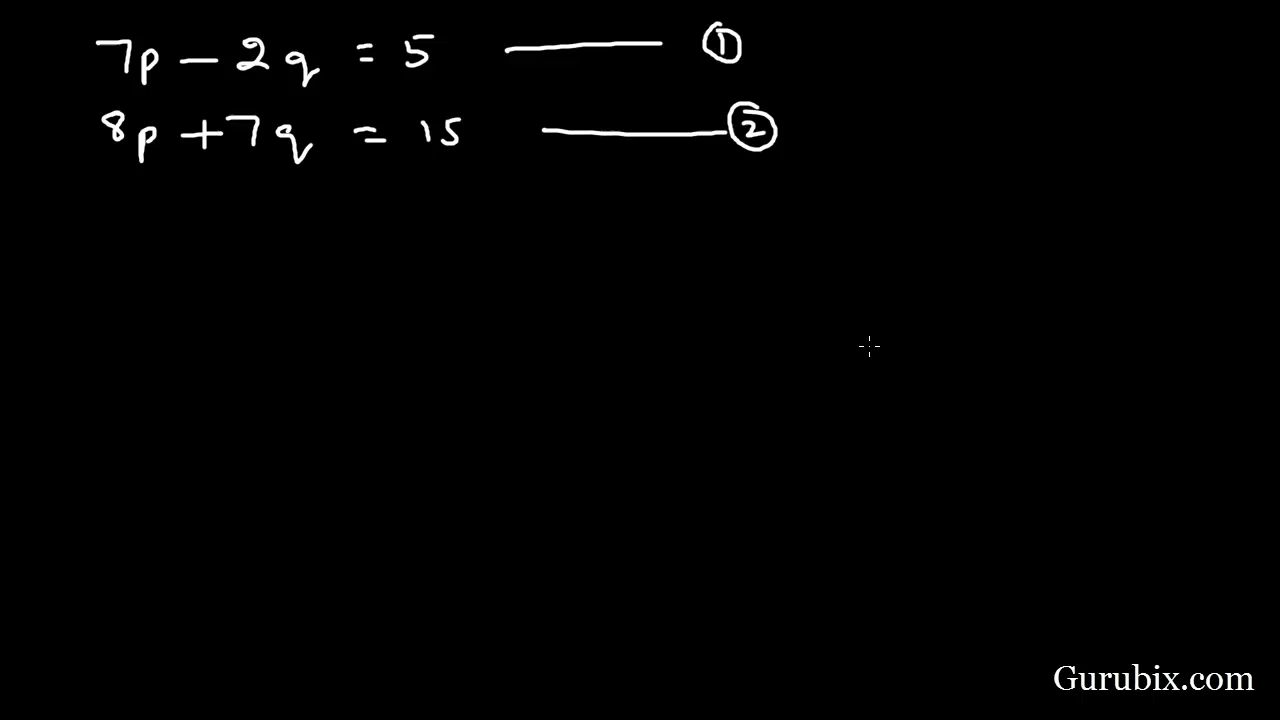 7p - 2q = 5 —— ①
8p + 7q = 15 —— ②
Gurubix.com